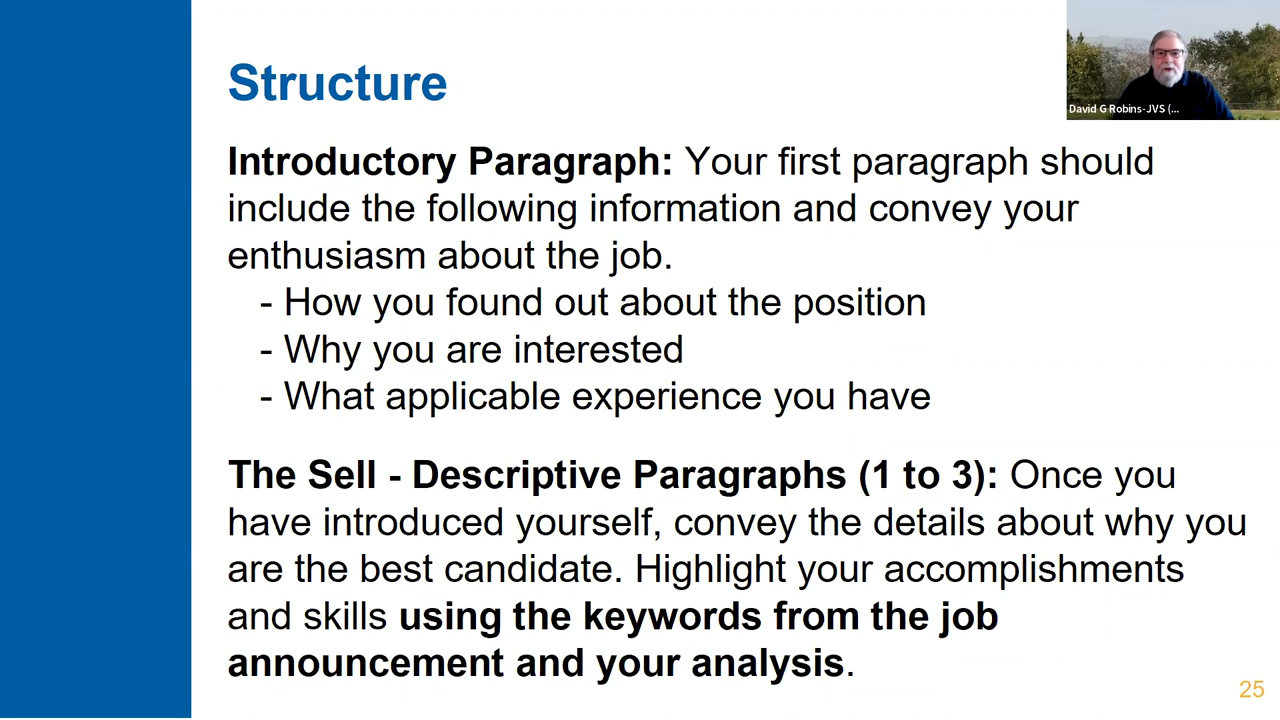 Structure
David G Robins-JVS (...
Introductory Paragraph: Your first paragraph should
include the following information and convey your
enthusiasm about the job.
- How you found out about the position
- Why you are interested
- What applicable experience you have
The Sell - Descriptive Paragraphs (1 to 3): Once you
have introduced yourself, convey the details about why you
are the best candidate. Highlight your accomplishments
and skills using the keywords from the job
announcement and your analysis.
25